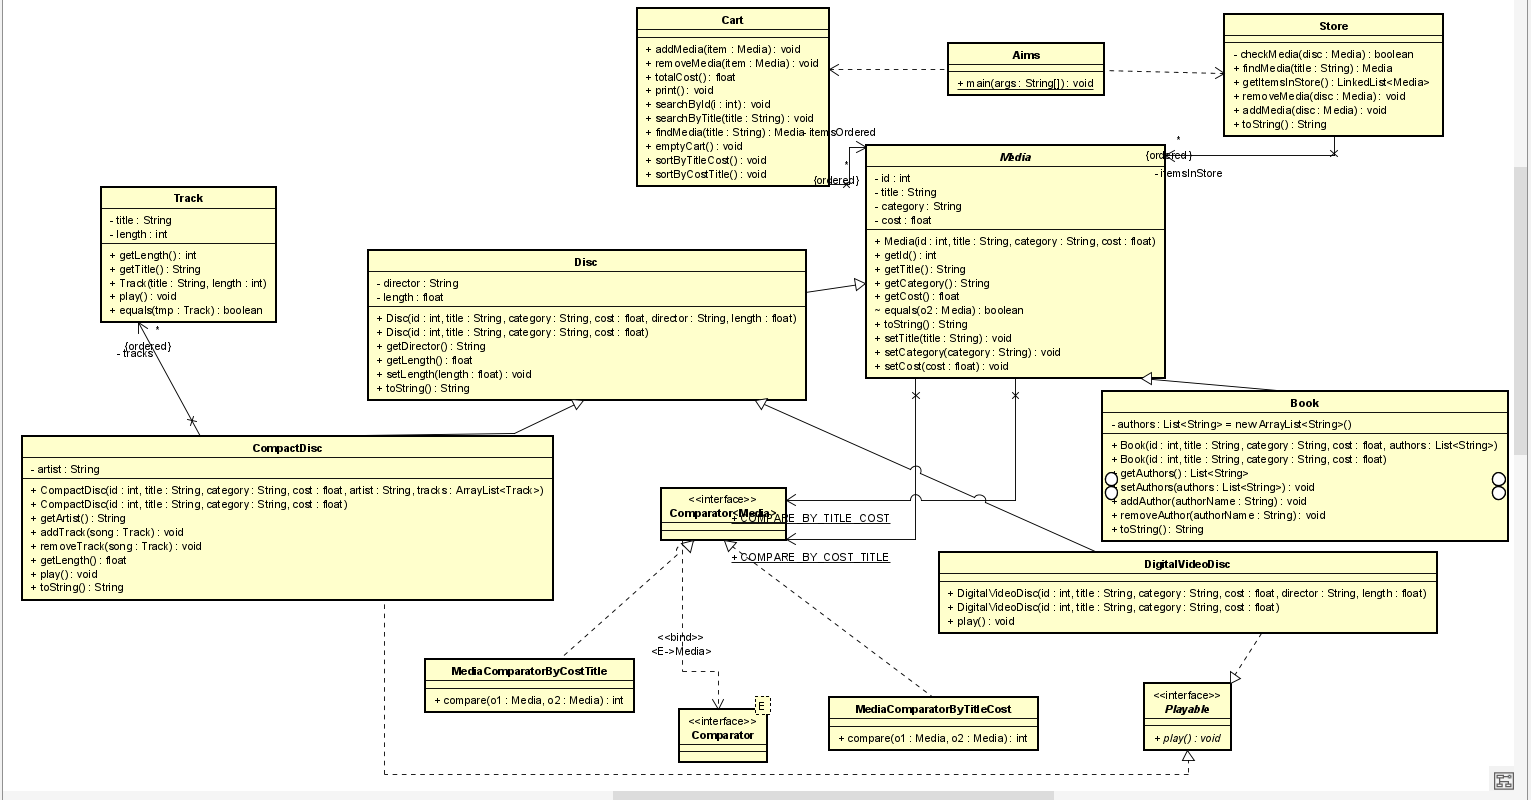 Cart
+ addMedia(item : Media) : void
+ removeMedia(item : Media) : void
+ totalCost() : float
+ print() : void
+ searchById(i : int) : void
+ searchByTitle(title : String) : void
+ findMedia(title : String) : Media
+ emptyCart() : void
+ sortByTitleCost() : void
+ sortByCostTitle() : void
- itemsOrdered
*
{ordered}
Aims
+ main(args : String[]) : void
Store
- checkMedia(disc : Media) : boolean
+ findMedia(title : String) : Media
+ getItemsInStore() : LinkedList<Media>
+ removeMedia(disc : Media) : void
+ addMedia(disc : Media) : void
+ toString() : String
*
{ordered}
- itemsInStore
Media
- id : int
- title : String
- category : String
- cost : float
+ Media(id : int, title : String, category : String, cost : float)
+ getId() : int
+ getTitle() : String
+ getCategory() : String
+ getCost() : float
~ equals(o2 : Media) : boolean
+ toString() : String
+ setTitle(title : String) : void
+ setCategory(category : String) : void
+ setCost(cost : float) : void
Track
- title : String
- length : int
+ getLength() : int
+ getTitle() : String
+ Track(title : String, length : int)
+ play() : void
+ equals(tmp : Track) : boolean
*
{ordered}
- tracks
Disc
- director : String
- length : float
+ Disc(id : int, title : String, category : String, cost : float, director : String, length : float)
+ Disc(id : int, title : String, category : String, cost : float)
+ getDirector() : String
+ getLength() : float
+ setLength(length : float) : void
+ toString() : String
Book
- authors : List<String> = new ArrayList<String>()
+ Book(id : int, title : String, category : String, cost : float, authors : List<String>)
+ Book(id : int, title : String, category : String, cost : float)
+ getAuthors() : List<String>
setAuthors(authors : List<String>) : void
+ addAuthor(authorName : String) : void
+ removeAuthor(authorName : String) : void
+ toString() : String
CompactDisc
- artist : String
+ CompactDisc(id : int, title : String, category : String, cost : float, artist : String, tracks : ArrayList<Track>)
+ CompactDisc(id : int, title : String, category : String, cost : float)
+ getArtist() : String
+ addTrack(song : Track) : void
+ removeTrack(song : Track) : void
+ getLength() : float
+ play() : void
+ toString() : String
<<interface>>
Comparator<Media>
+ COMPARE_BY_TITLE_COST
+ COMPARE_BY_COST_TITLE
DigitalVideoDisc
+ DigitalVideoDisc(id : int, title : String, category : String, cost : float, director : String, length : float)
+ DigitalVideoDisc(id : int, title : String, category : String, cost : float)
+ play() : void
<<bind>>
<E->Media>
MediaComparatorByCostTitle
+ compare(o1 : Media, o2 : Media) : int
E
<<interface>>
Comparator
MediaComparatorByTitleCost
+ compare(o1 : Media, o2 : Media) : int
<<interface>>
Playable
+ play() : void